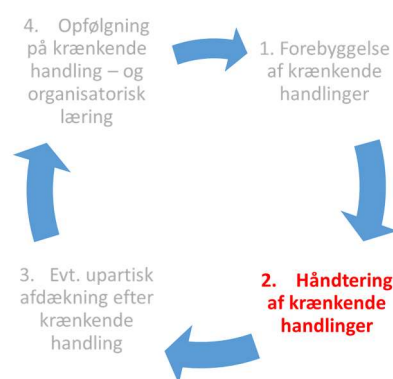 4. Opfølgning
på krænkende
handling – og
organisatorisk
læring
1. Forebyggelse
af krænkende
handlinger
2. Håndtering
af krænkende
handlinger
3. Evt. upartisk
afdækning efter
krænkende
handling